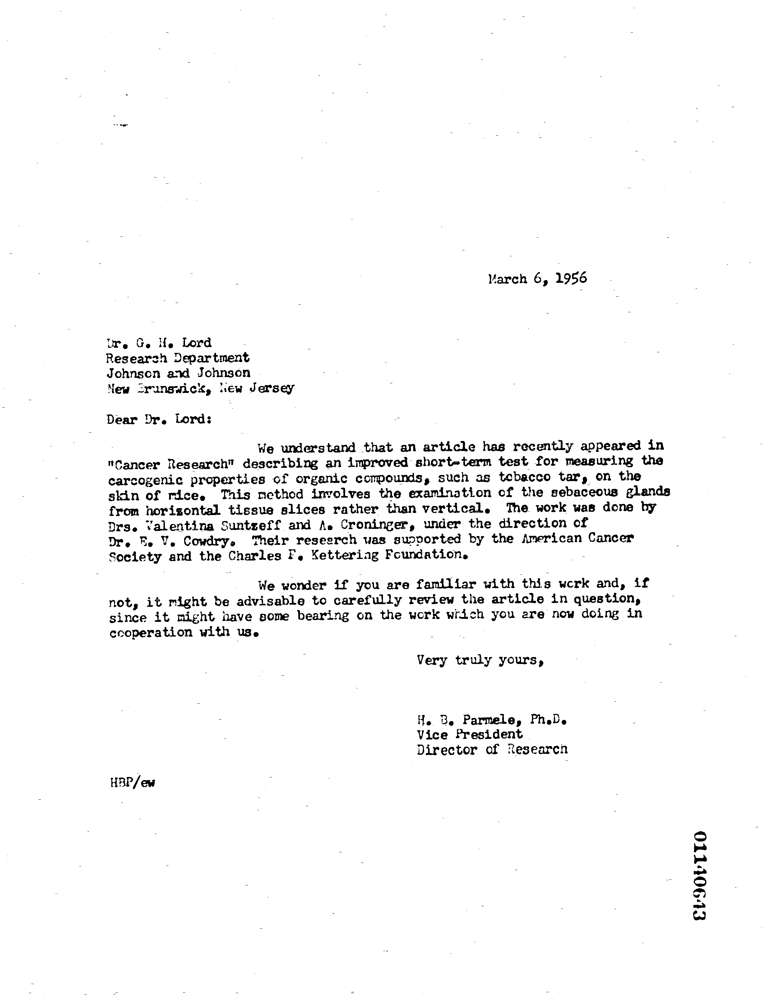 March 6, 1956
Dr. G. H. Lord
Research Department
Johnson and Johnson
New Brunswick, New Jersey
Dear Dr. Lord:
We understand that an article has recently appeared in
"Cancer Research" describing an improved short-term test for measuring the
carcogenic properties of organic compounds, such as tobacco tar, on the
skin of mice. This method involves the examination of the sebaceous glands
from horizontal tissue slices rather than vertical. The work was done by
Drs. Valentina Suntzeff and A. Croninger, under the direction of
Dr. E. V. Cowdry. Their research was supported by the American Cancer
Society and the Charles F. Kettering Foundation.
We wonder if you are familiar with this work and, if
not, it might be advisable to carefully review the article in question,
since it might have some bearing on the work which you are now doing in
cooperation with us.
Very truly yours,
H. B. Parmele, Ph.D.
Vice President
Director of Research
HBP/ew
01140643